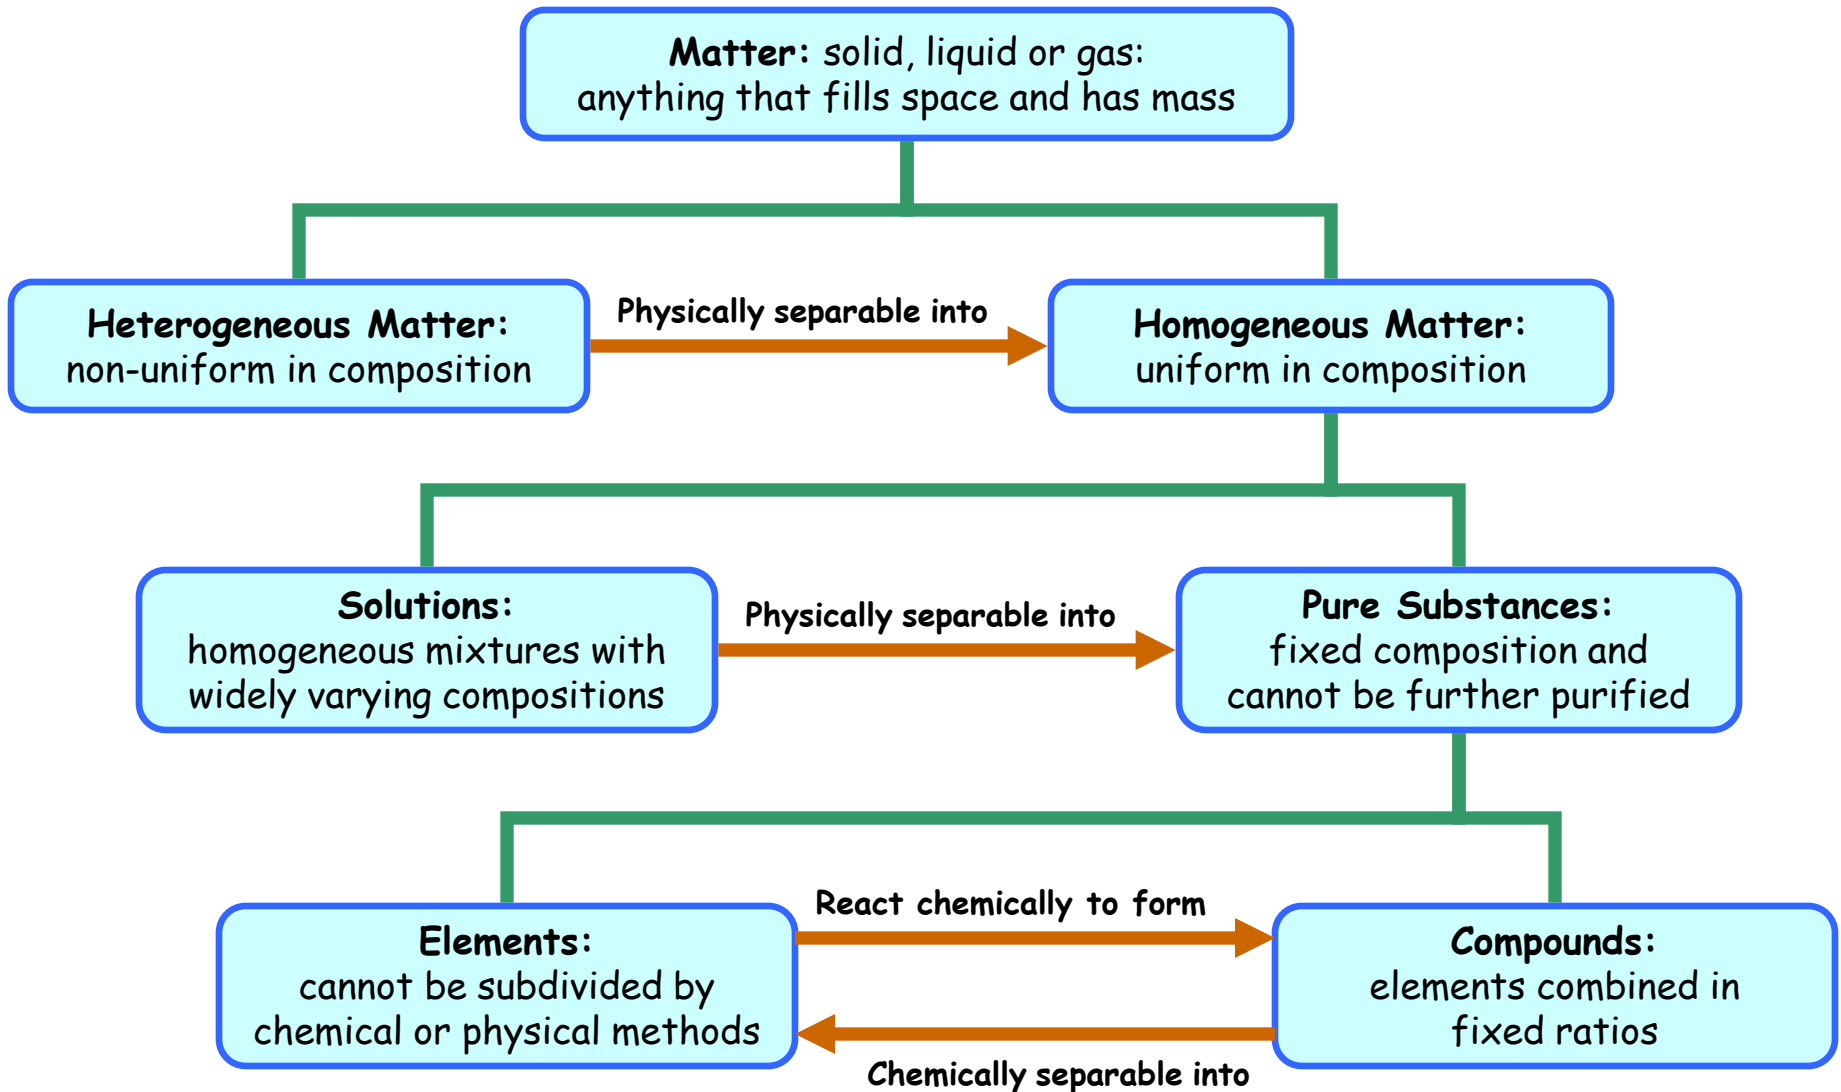 Matter: solid, liquid or gas:
anything that fills space and has mass
Heterogeneous Matter:
non-uniform in composition
Physically separable into
Homogeneous Matter:
uniform in composition
Solutions:
homogeneous mixtures with
widely varying compositions
Physically separable into
Pure Substances:
fixed composition and
cannot be further purified
Elements:
cannot be subdivided by
chemical or physical methods
React chemically to form
Chemically separable into
Compounds:
elements combined in
fixed ratios